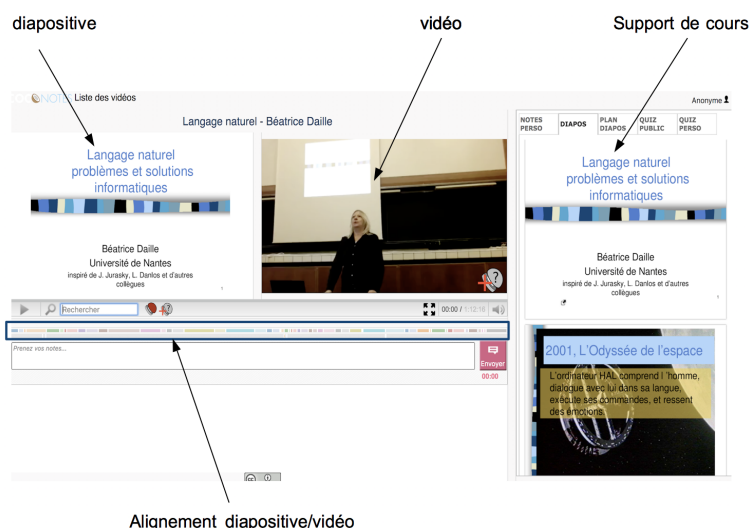 diapositive
vidéo
Support de cours
Liste des vidéos
Anonyme
Langage naturel - Béatrice Daille
NOTES PERSO
DIAPOS
PLAN DIAPOS
QUIZ PUBLIC
QUIZ PERSO
Langage naturel
problèmes et solutions
informatiques
Béatrice Daille
Université de Nantes
inspiré de J. Jurasky, L. Danlos et d'autres
collègues
1
Langage naturel
problèmes et solutions
informatiques
Béatrice Daille
Université de Nantes
inspiré de J. Jurasky, L. Danlos et d'autres
collègues
1
Rechercher
00:00 / 1:12:16
Prenez vos notes...
Envoyer
00:00
2001, L'Odyssée de l'espace
L'ordinateur HAL comprend l 'homme,
dialogue avec lui dans sa langue,
exécute ses commandes, et ressent
des émotions.
Alignement diapositive/vidéo